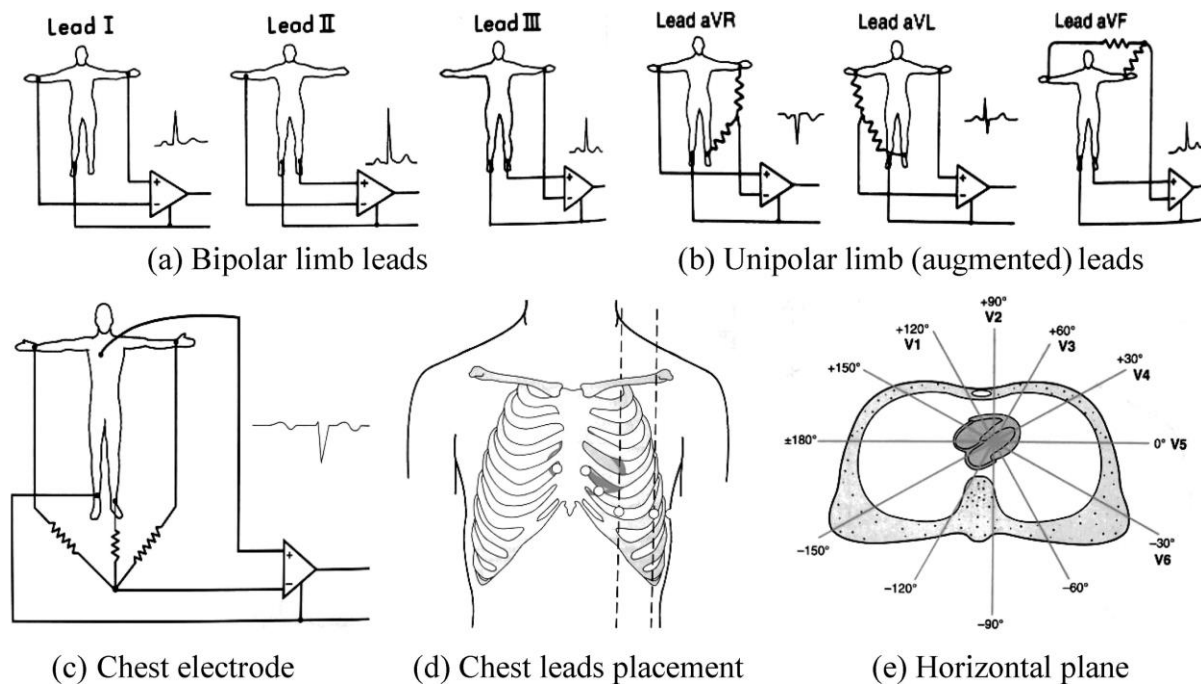 Lead I
Lead II
Lead III
Lead aVR
Lead aVL
Lead aVF
+
−
+
−
+
−
+
−
+
−
+
−
(a) Bipolar limb leads
(b) Unipolar limb (augmented) leads
+
−
+90°
V2
+120°
V1
+60°
V3
+150°
+30°
V4
±180°
0° V5
−150°
−30°
V6
−120°
−60°
−90°
(c) Chest electrode
(d) Chest leads placement
(e) Horizontal plane